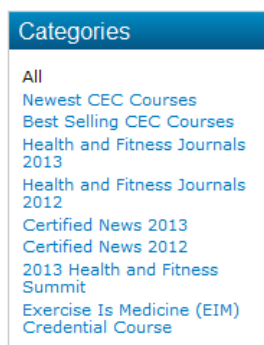 Categories
All
Newest CEC Courses
Best Selling CEC Courses
Health and Fitness Journals
2013
Health and Fitness Journals
2012
Certified News 2013
Certified News 2012
2013 Health and Fitness
Summit
Exercise Is Medicine (EIM)
Credential Course